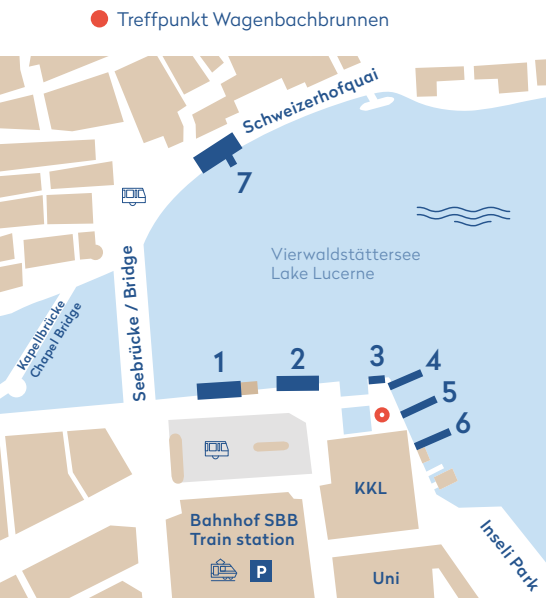 Treffpunkt Wagenbachbrunnen
Schweizerhofquai
7
Vierwaldstättersee
Lake Lucerne
Seebrücke / Bridge
Kapellbrücke
Chapel Bridge
1
2
3
4
5
6
KKL
Bahnhof SBB
Train station
P
Uni
Inseli Park